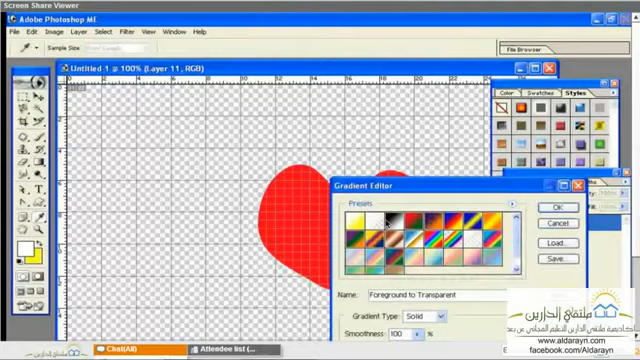 Screen Share Viewer
Adobe Photoshop ME
File Edit Image Layer Select Filter View Window Help
Sample Size
File Browser
Untitled-1 @ 100% (Layer 11, RGB)
Color Swatches Styles
Gradient Editor
Presets
OK
Cancel
Load...
Save...
Name: Foreground to Transparent
Gradient Type: Solid
Smoothness: 100 %
ملتقى الدارين
www.aldarayn.com
facebook.com/Aldarayn
Chat(All)
Attendee list (...